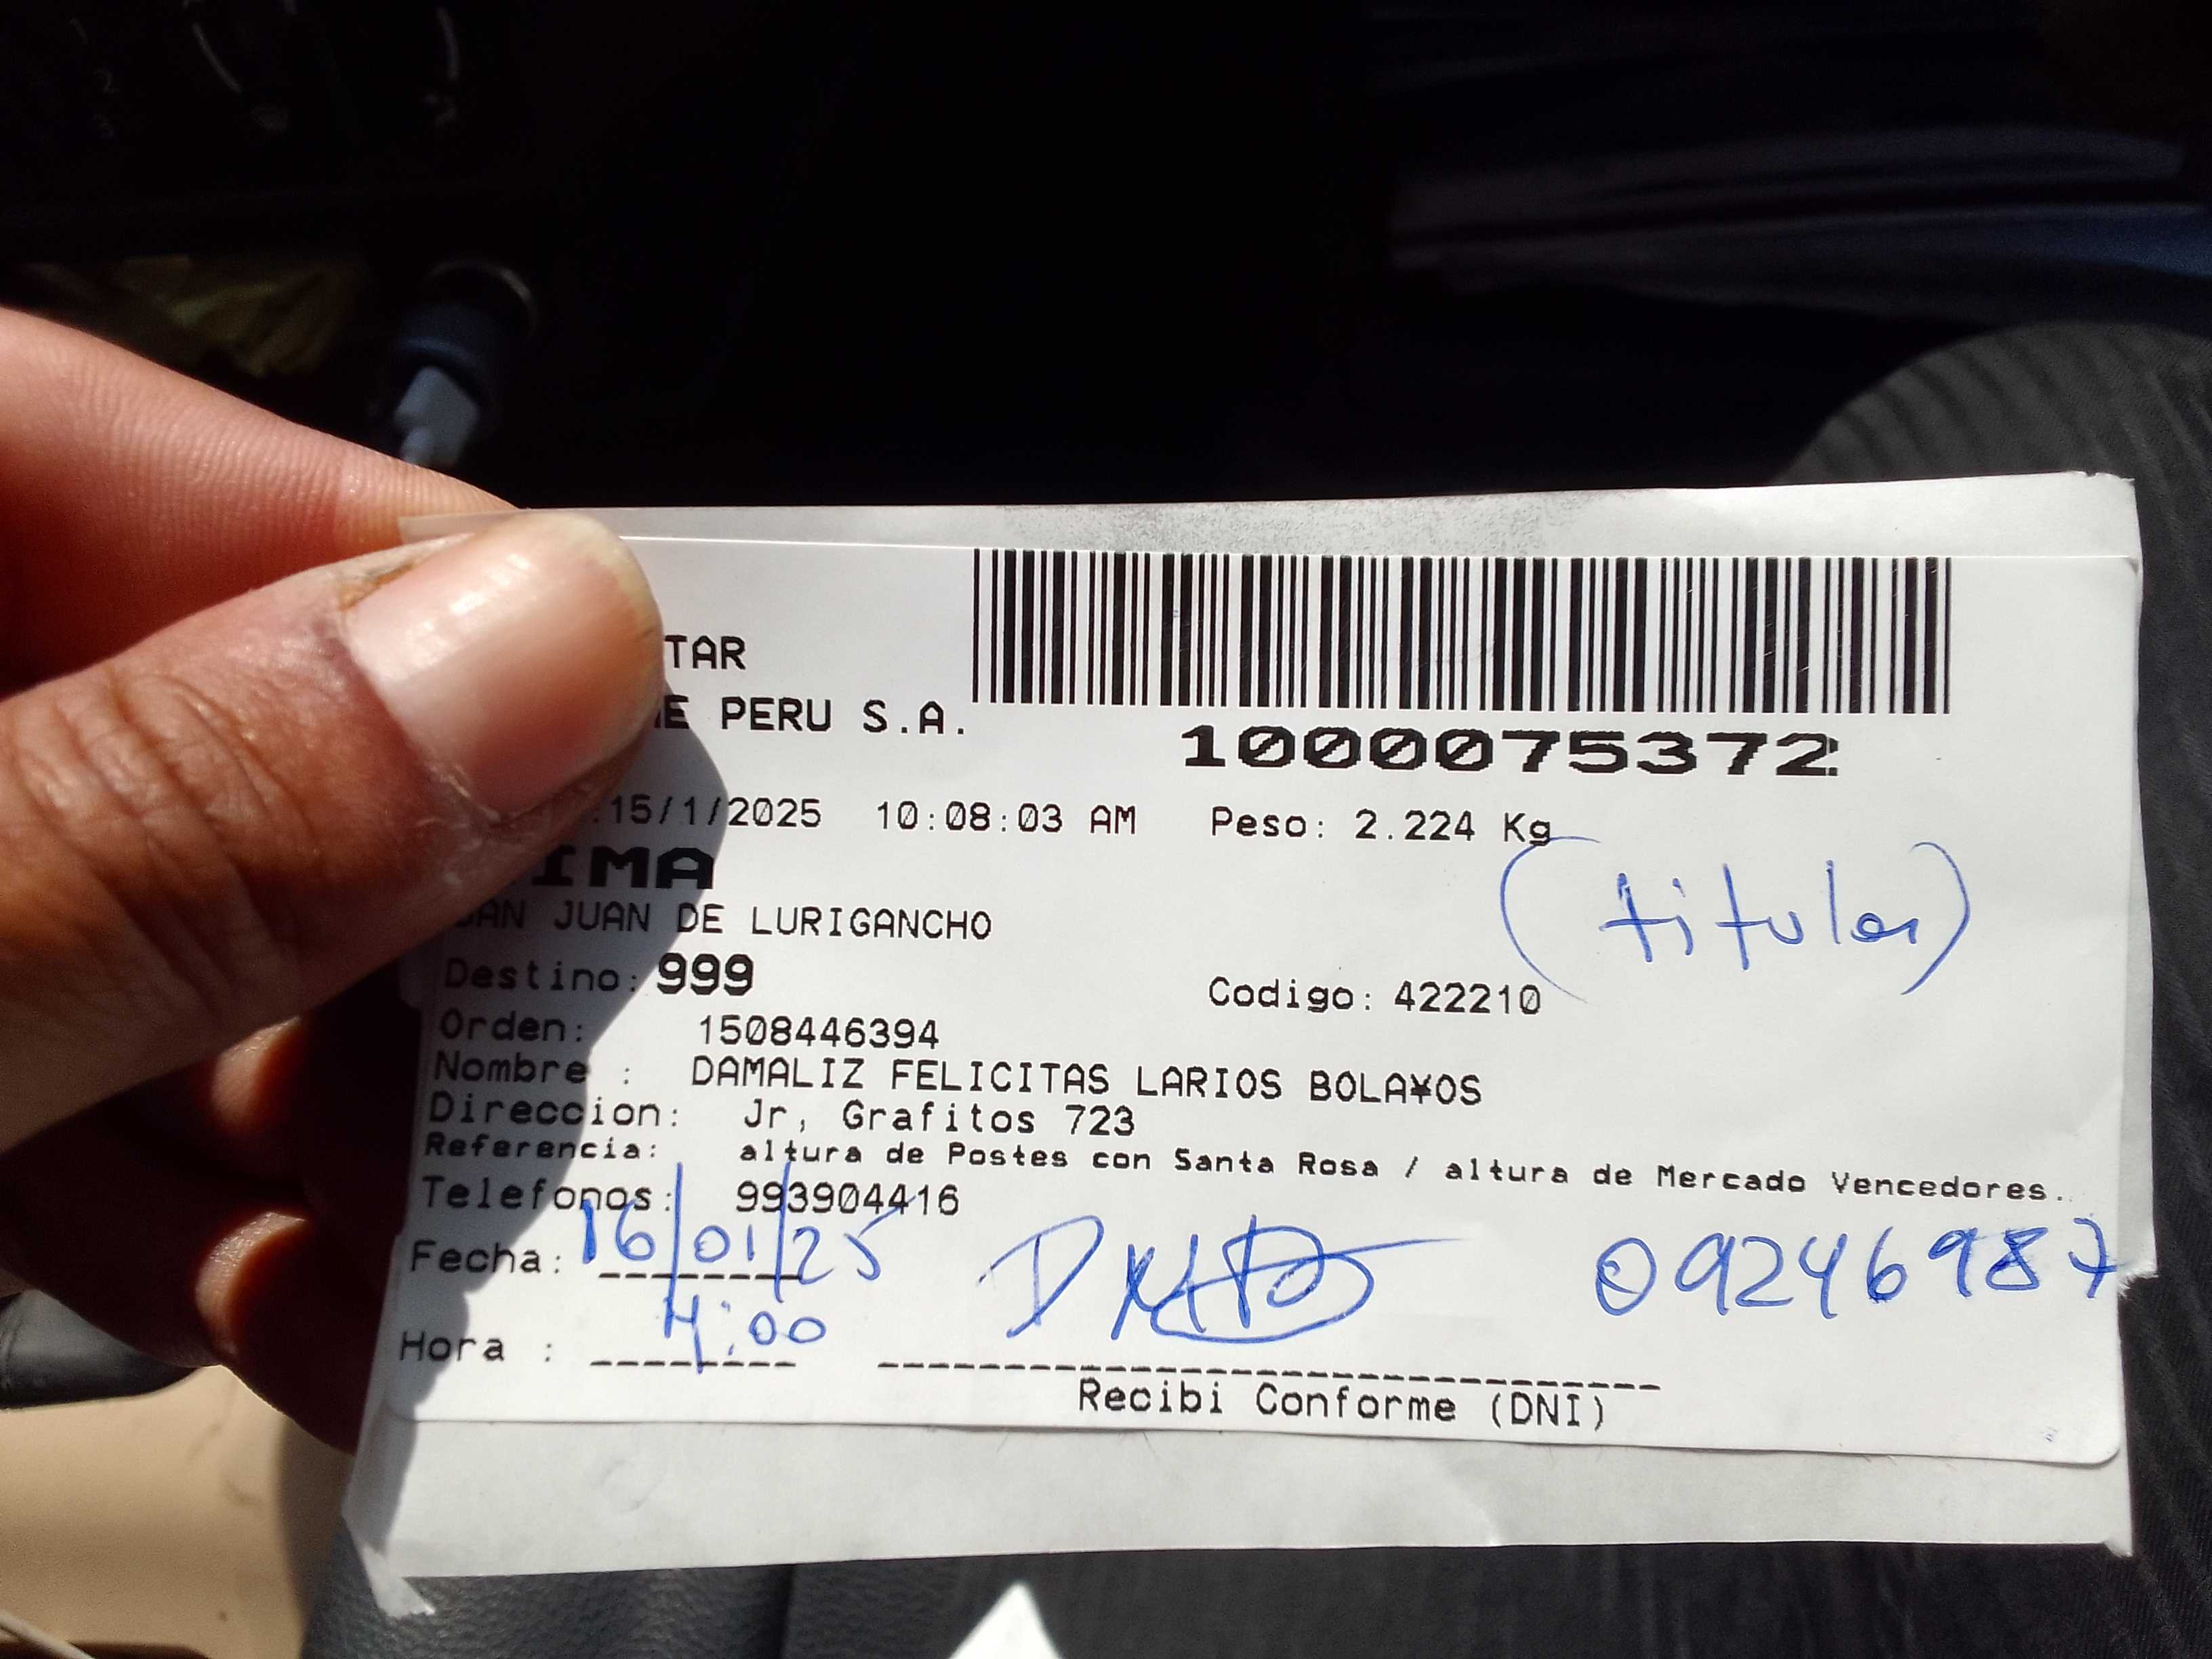 TAR
E PERU S.A.
1000075372
:15/1/2025 10:08:03 AM Peso: 2.224 Kg
IMA
(titular)
SAN JUAN DE LURIGANCHO
Destino: 999
Codigo: 422210
Orden: 1508446394
Nombre : DAMALIZ FELICITAS LARIOS BOLA¥OS
Direccion: Jr, Grafitos 723
Referencia: altura de Postes con Santa Rosa / altura de Mercado Vencedores.
Telefonos: 993904416
Fecha: 16/01/25
09246987
Hora : 4:00
Recibi Conforme (DNI)